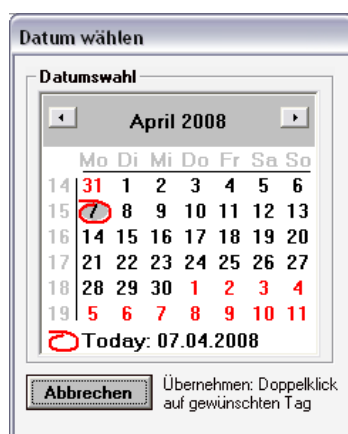 Datum wählen
Datumswahl
April 2008
Mo Di Mi Do Fr Sa So
14 31 1 2 3 4 5 6
15 7 8 9 10 11 12 13
16 14 15 16 17 18 19 20
17 21 22 23 24 25 26 27
18 28 29 30 1 2 3 4
19 5 6 7 8 9 10 11
Today: 07.04.2008
Abbrechen
Übernehmen: Doppelklick
auf gewünschten Tag